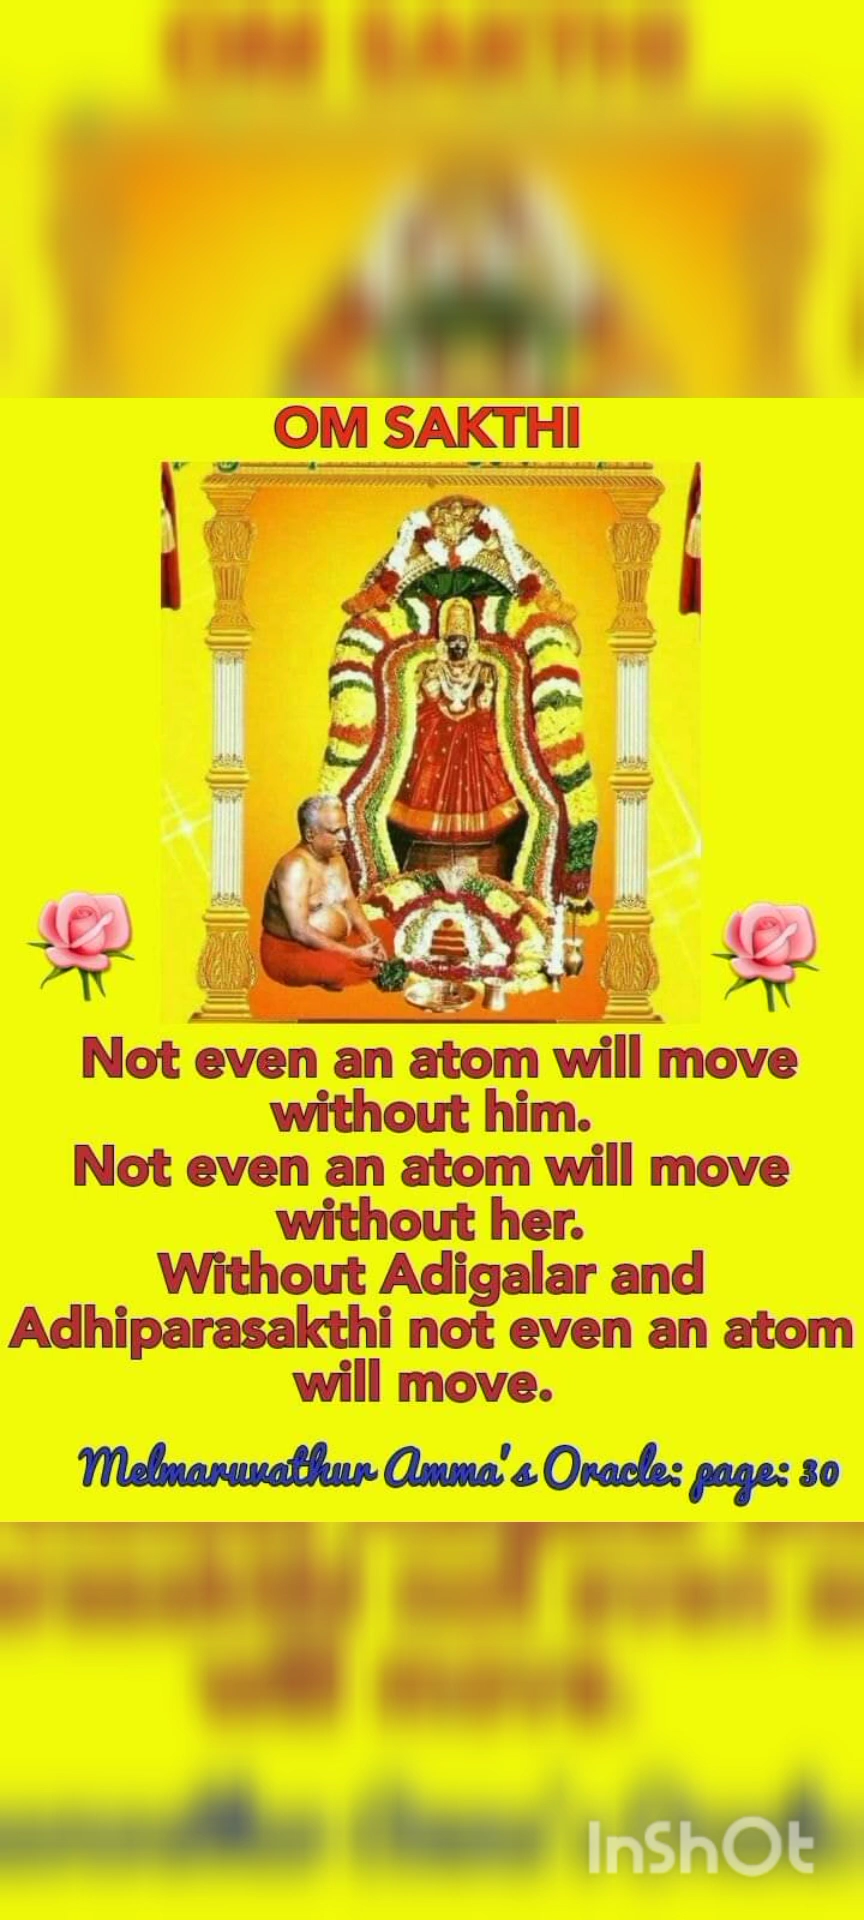 OM SAKTHI
Not even an atom will move
without him.
Not even an atom will move
without her.
Without Adigalar and
Adhiparasakthi not even an atom
will move.
Melmaruvathur Amma's Oracle: page: 30
InShOt